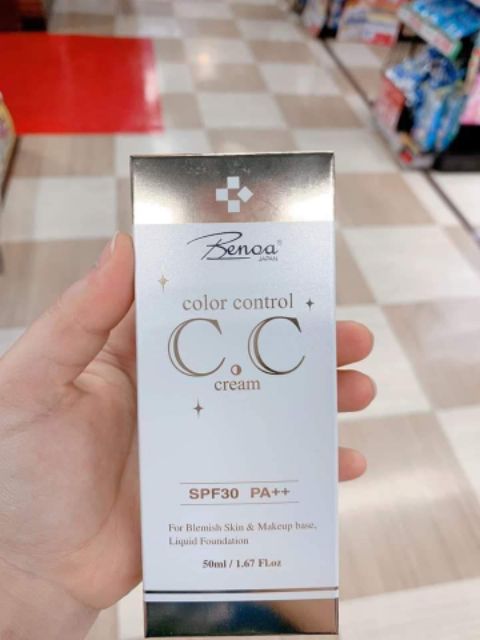 Benoa®
JAPAN
color control
C.C
cream
SPF30 PA++
For Blemish Skin & Makeup base,
Liquid Foundation
50ml / 1.67 FLoz